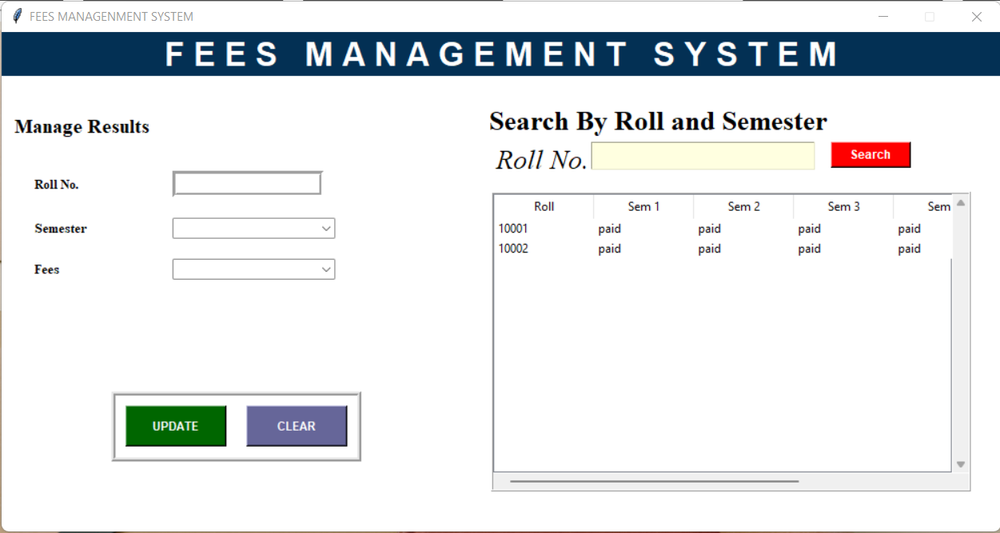 FEES MANAGENMENT SYSTEM
FEES MANAGEMENT SYSTEM
Manage Results
Roll No.
Semester
Fees
UPDATE CLEAR
Search By Roll and Semester
Roll No. Search
Roll Sem 1 Sem 2 Sem 3 Sem
10001 paid paid paid paid
10002 paid paid paid paid